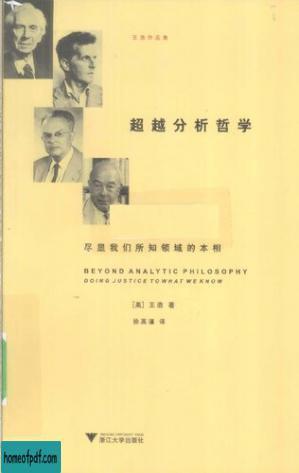 王浩作品集
超越分析哲学
尽显我们所知领域的本相
BEYOND ANALYTIC PHILOSOPHY
DOING JUSTICE TO WHAT WE KNOW
[美] 王浩 著
徐英瑾 译
浙江大学出版社
homeofpdf.com